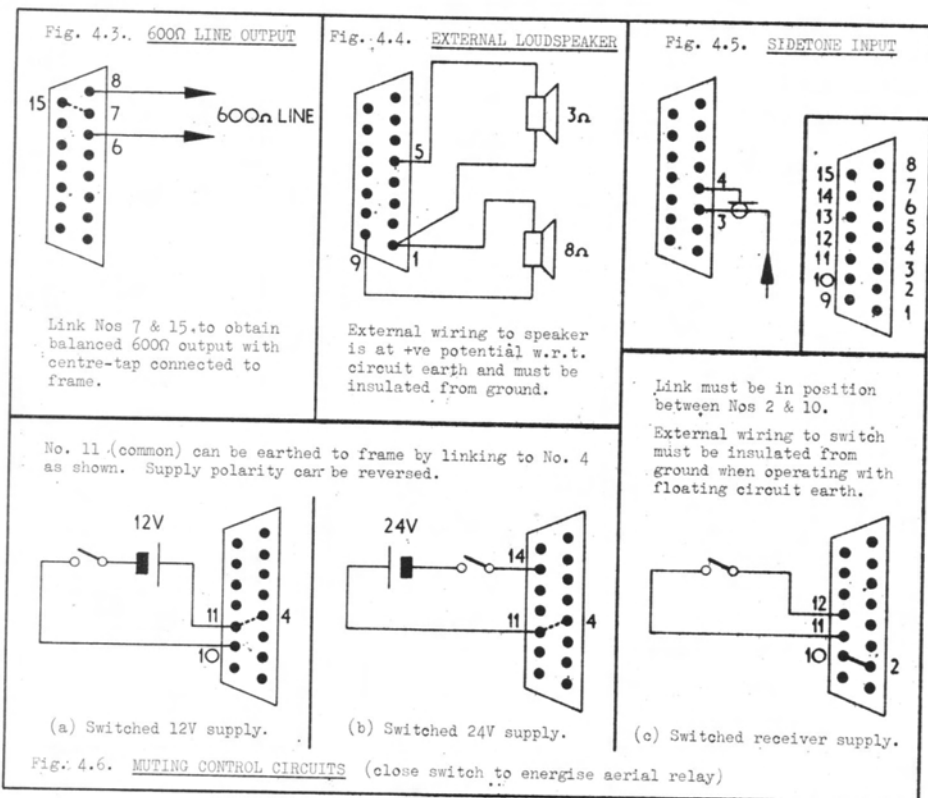 Fig. 4.3. 600Ω LINE OUTPUT
8
15
7
600Ω LINE
6
Link Nos 7 & 15.to obtain
balanced 600Ω output with
centre-tap connected to
frame.
Fig. 4.4. EXTERNAL LOUDSPEAKER
3Ω
5
8Ω
9
1
External wiring to speaker
is at +ve potential w.r.t.
circuit earth and must be
insulated from ground.
Fig. 4.5. SIDETONE INPUT
4
3
15
14
13
12
11
10
9
8
7
6
5
4
3
2
1
No. 11 (common) can be earthed to frame by linking to No. 4
as shown. Supply polarity can be reversed.
12V
11
4
10
(a) Switched 12V supply.
24V
14
11
4
(b) Switched 24V supply.
Link must be in position
between Nos 2 & 10.
External wiring to switch
must be insulated from
ground when operating with
floating circuit earth.
12
11
10
2
(c) Switched receiver supply.
Fig. 4.6. MUTING CONTROL CIRCUITS (close switch to energise aerial relay)